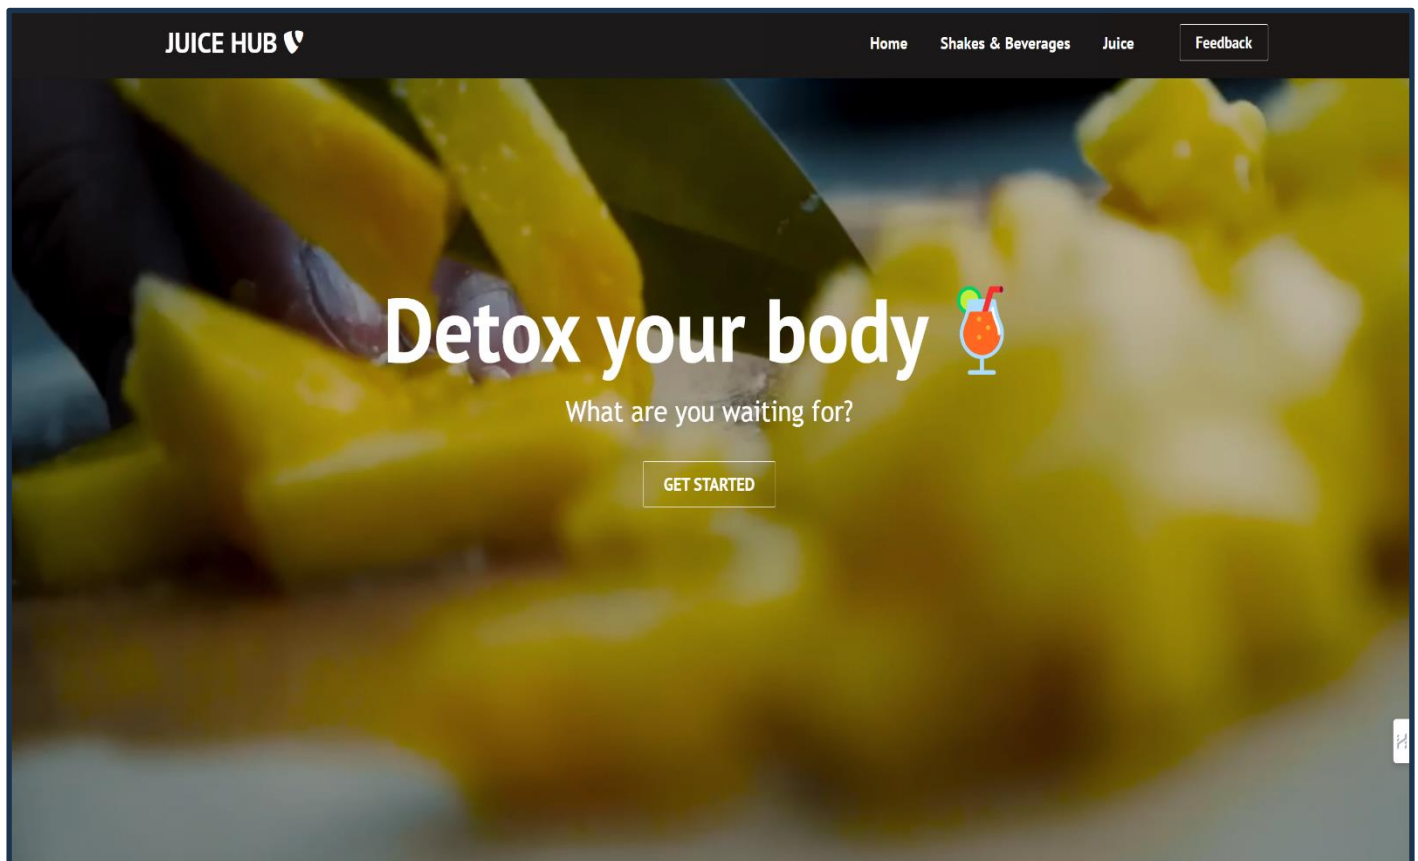 JUICE HUB
Home Shakes & Beverages Juice Feedback
Detox your body
What are you waiting for?
GET STARTED